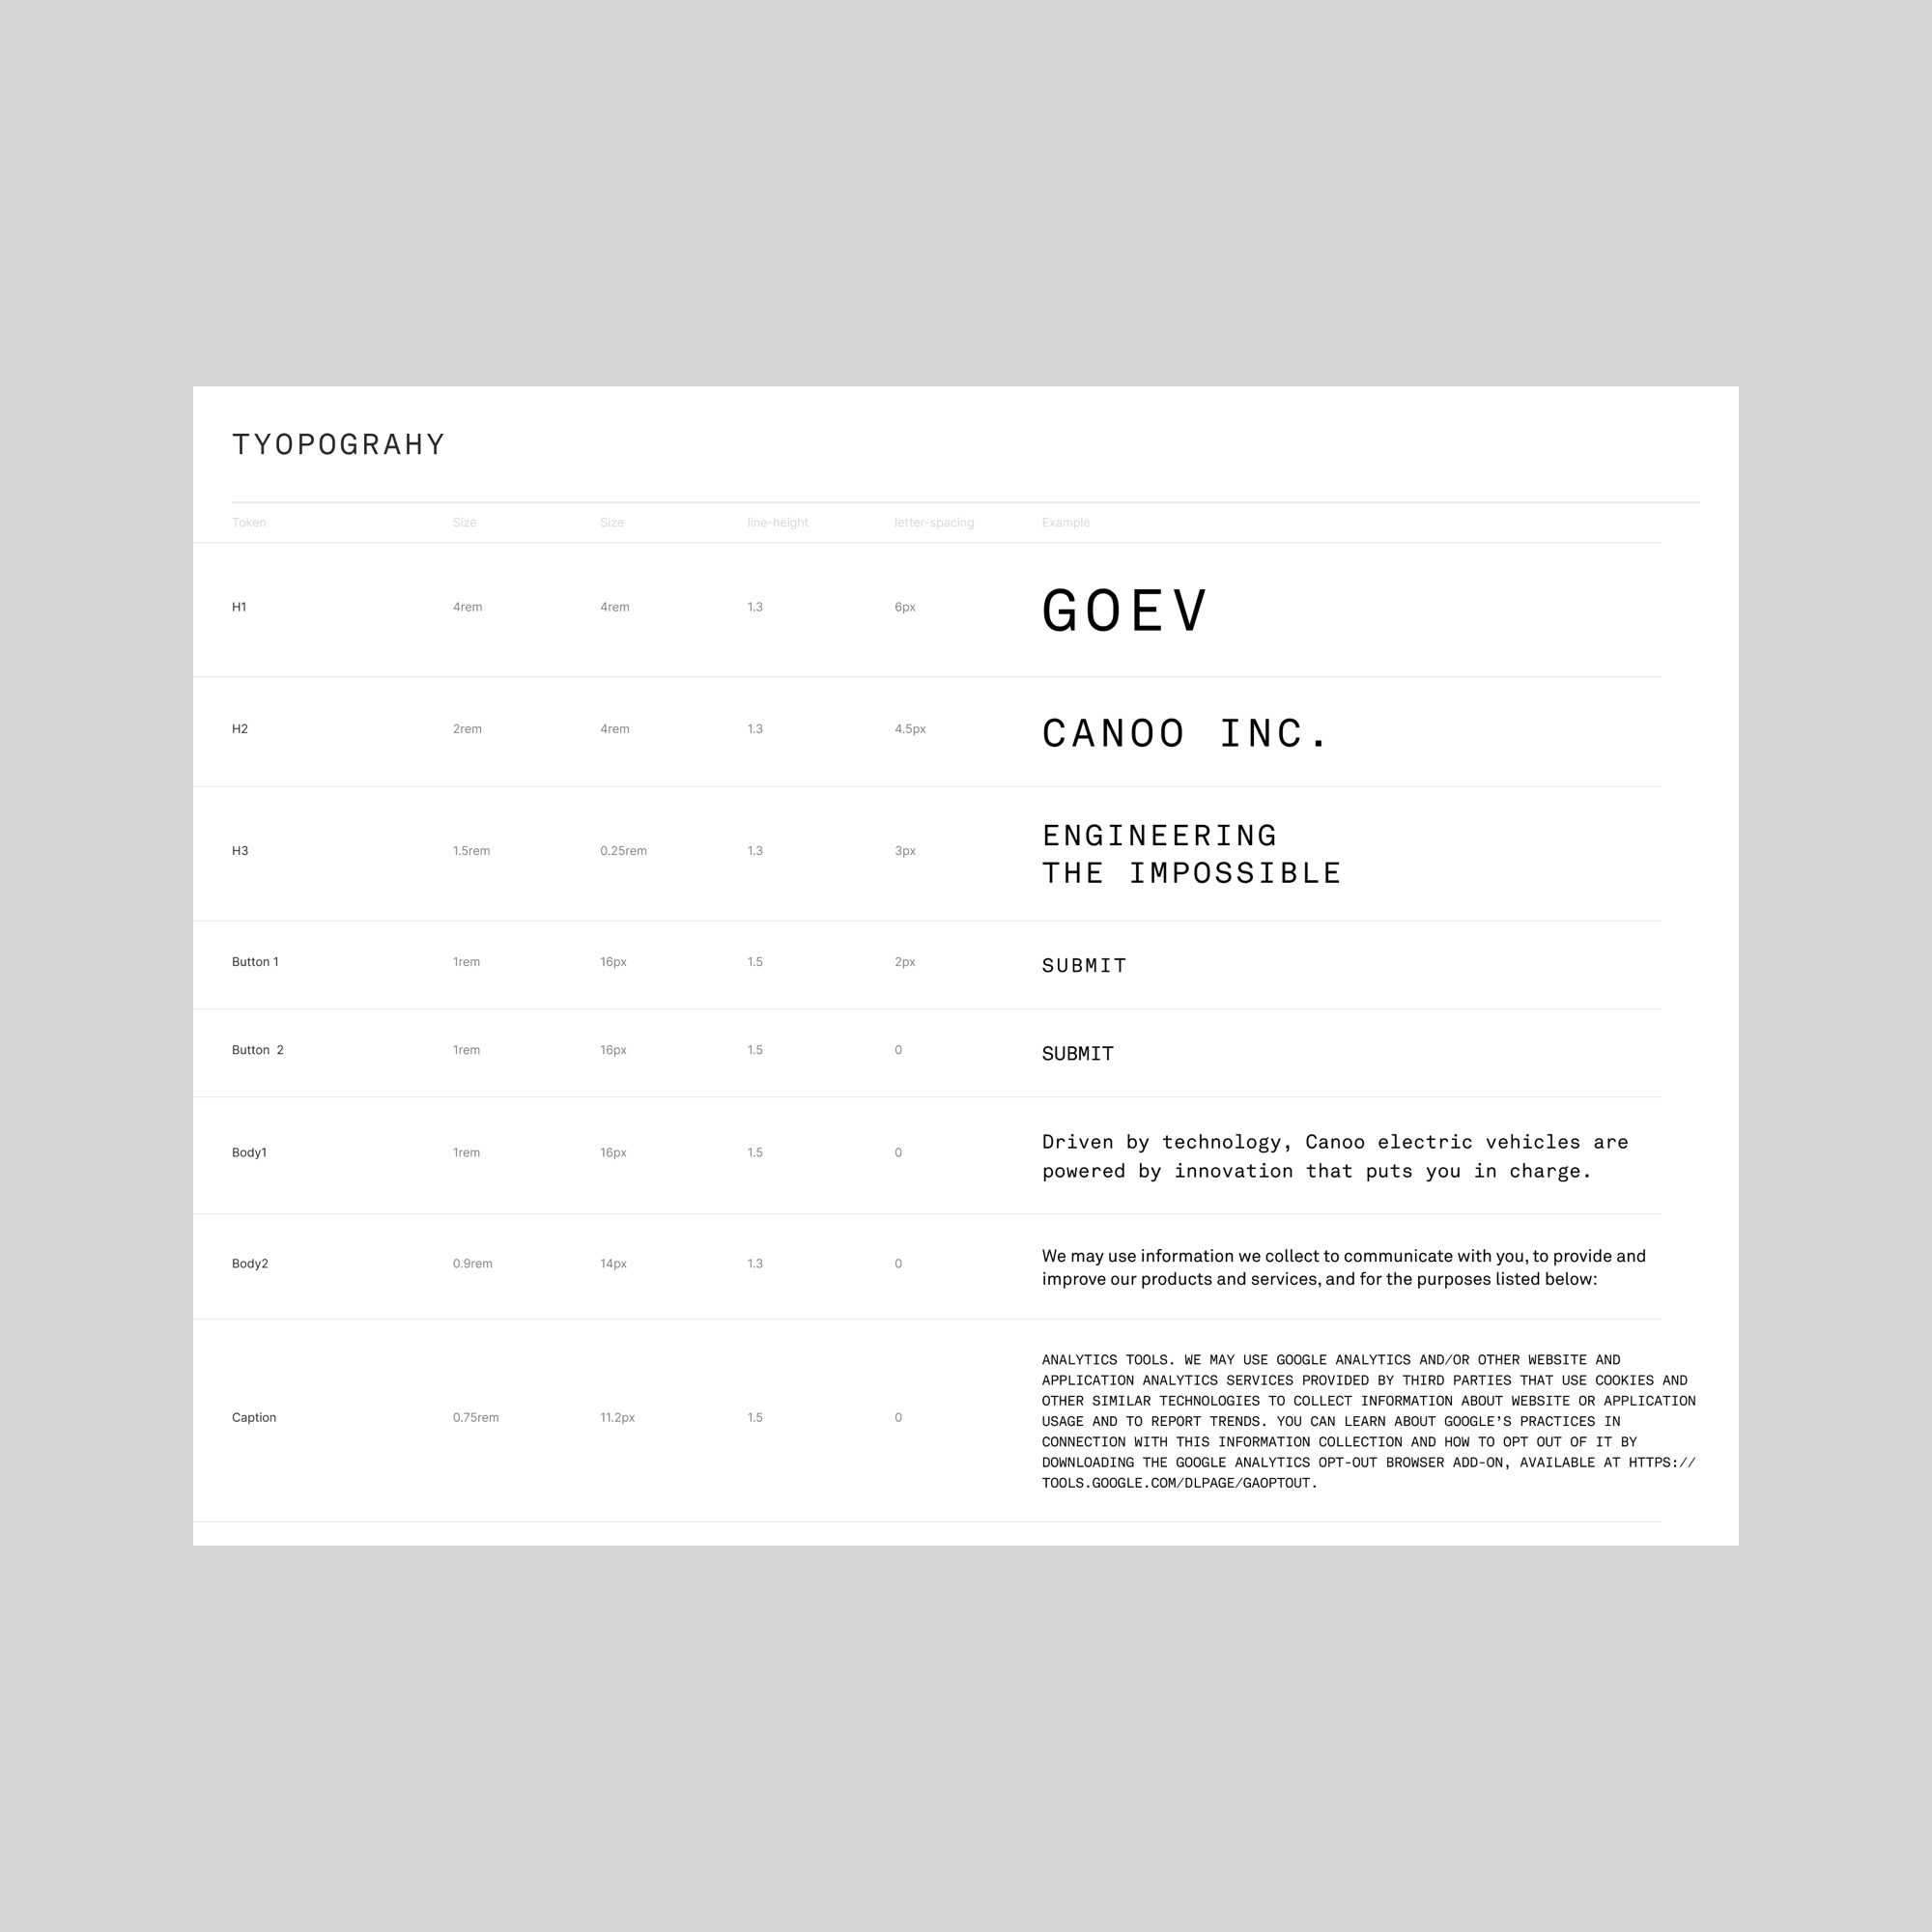 TYOPOGRAHY
Token Size Size line-height letter-spacing Example
H1 4rem 4rem 1.3 6px GOEV
H2 2rem 4rem 1.3 4.5px CANOO INC.
H3 1.5rem 0.25rem 1.3 3px ENGINEERING
THE IMPOSSIBLE
Button 1 1rem 16px 1.5 2px SUBMIT
Button 2 1rem 16px 1.5 0 SUBMIT
Body1 1rem 16px 1.5 0 Driven by technology, Canoo electric vehicles are
powered by innovation that puts you in charge.
Body2 0.9rem 14px 1.3 0 We may use information we collect to communicate with you, to provide and
improve our products and services, and for the purposes listed below:
Caption 0.75rem 11.2px 1.5 0 ANALYTICS TOOLS. WE MAY USE GOOGLE ANALYTICS AND/OR OTHER WEBSITE AND
APPLICATION ANALYTICS SERVICES PROVIDED BY THIRD PARTIES THAT USE COOKIES AND
OTHER SIMILAR TECHNOLOGIES TO COLLECT INFORMATION ABOUT WEBSITE OR APPLICATION
USAGE AND TO REPORT TRENDS. YOU CAN LEARN ABOUT GOOGLE’S PRACTICES IN
CONNECTION WITH THIS INFORMATION COLLECTION AND HOW TO OPT OUT OF IT BY
DOWNLOADING THE GOOGLE ANALYTICS OPT-OUT BROWSER ADD-ON, AVAILABLE AT HTTPS://
TOOLS.GOOGLE.COM/DLPAGE/GAOPTOUT.